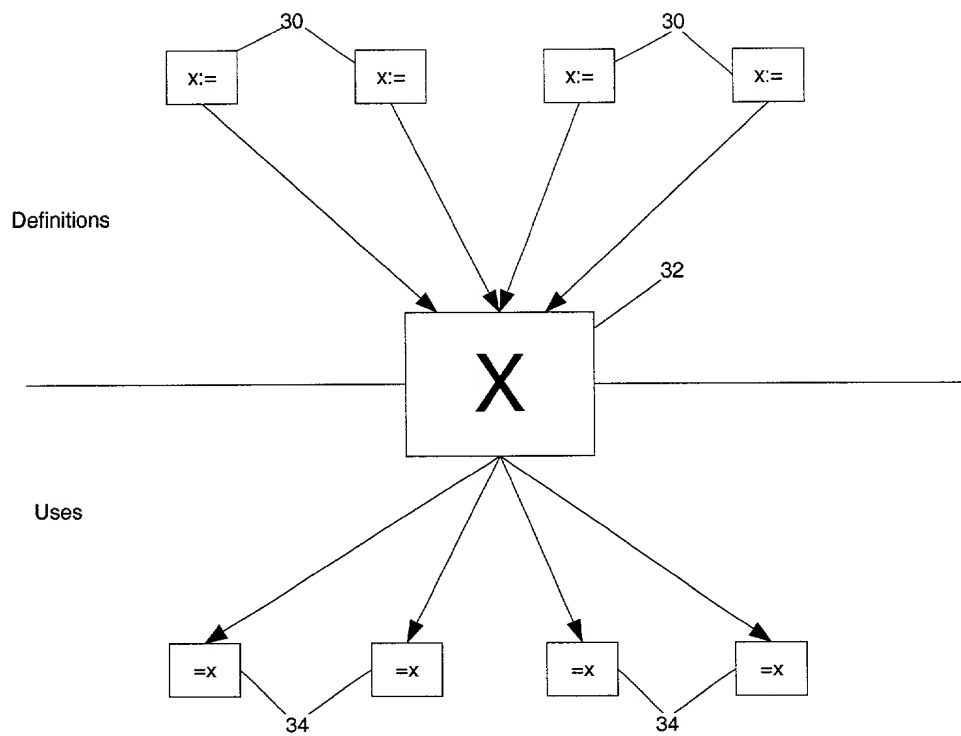 30 30
x:= x:= x:= x:=
Definitions
32
X
Uses
=x =x =x =x
34 34